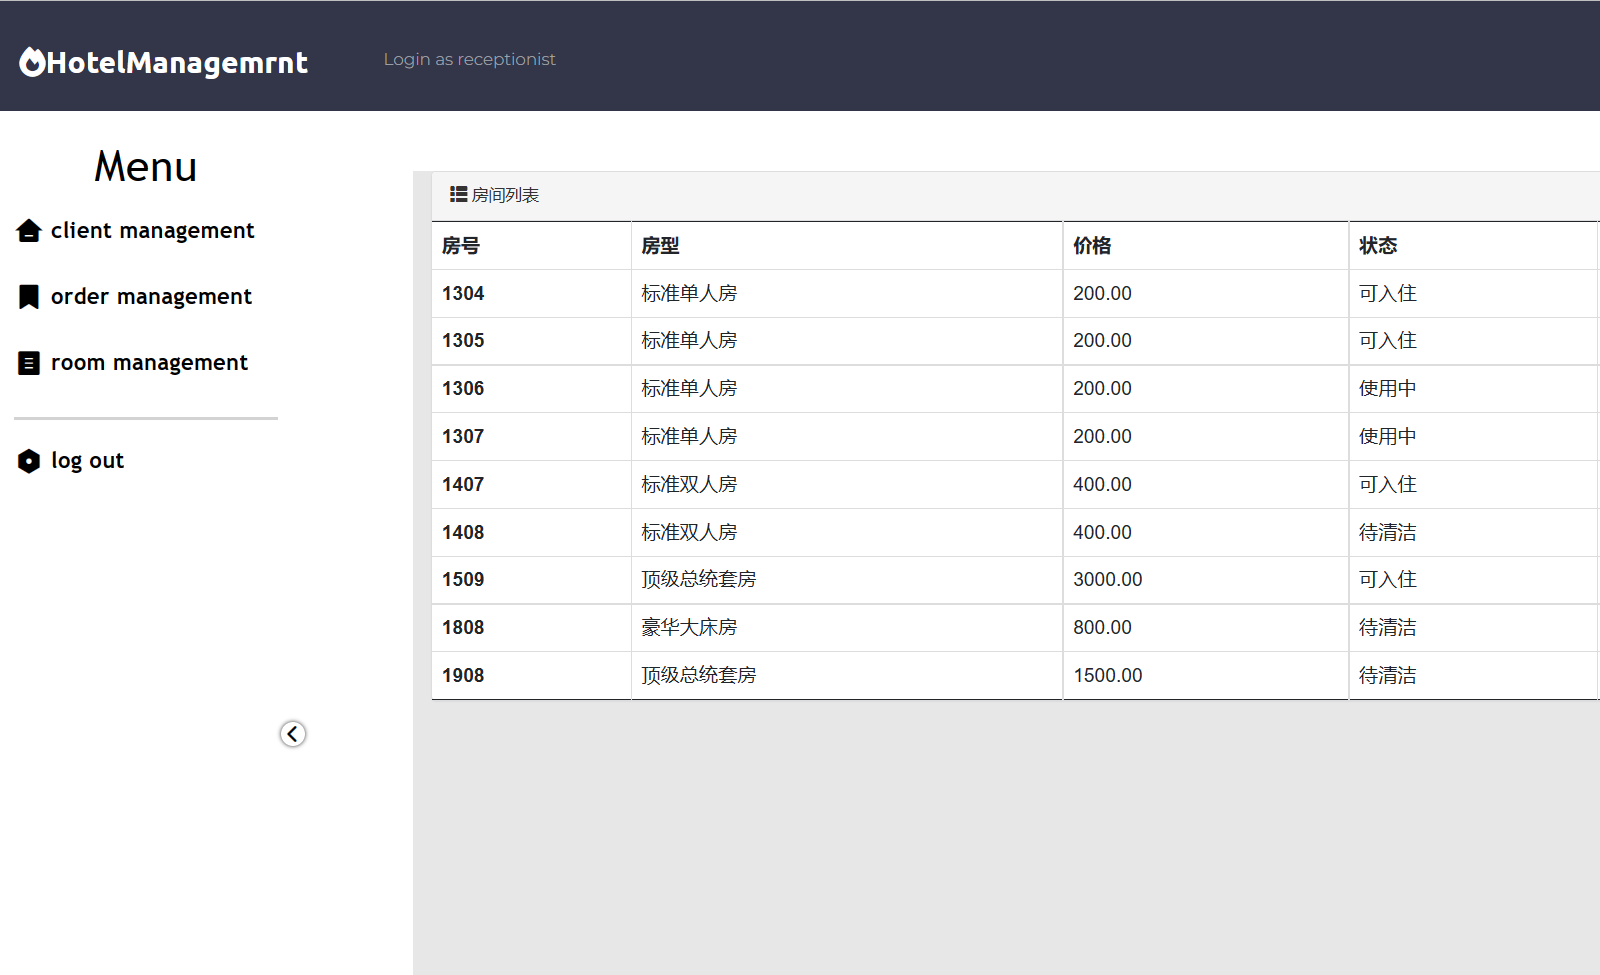 HotelManagemrnt
Login as receptionist
Menu
client management
order management
room management
log out
房间列表
房号 房型 价格 状态
1304 标准单人房 200.00 可入住
1305 标准单人房 200.00 可入住
1306 标准单人房 200.00 使用中
1307 标准单人房 200.00 使用中
1407 标准双人房 400.00 可入住
1408 标准双人房 400.00 待清洁
1509 顶级总统套房 3000.00 可入住
1808 豪华大床房 800.00 待清洁
1908 顶级总统套房 1500.00 待清洁